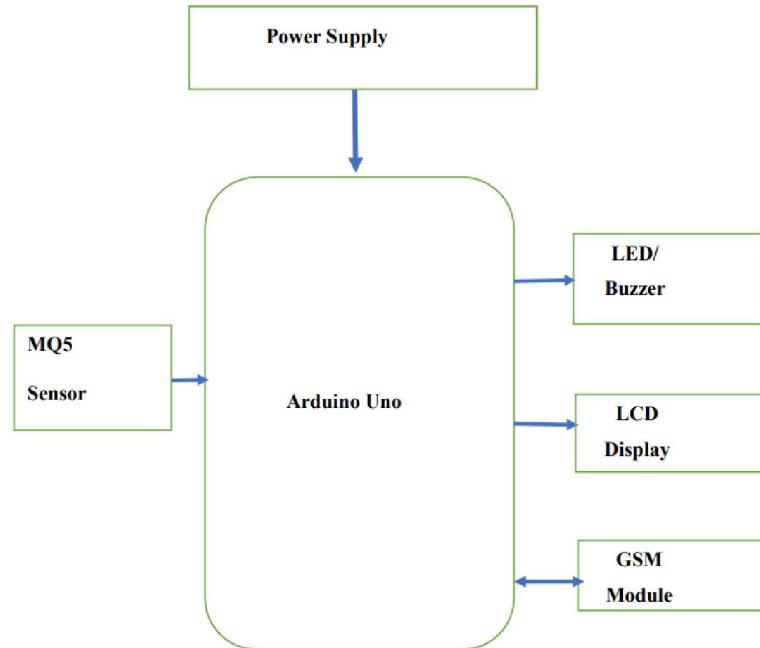 Power Supply
LED/
Buzzer
MQ5
Sensor
Arduino Uno
LCD
Display
GSM
Module